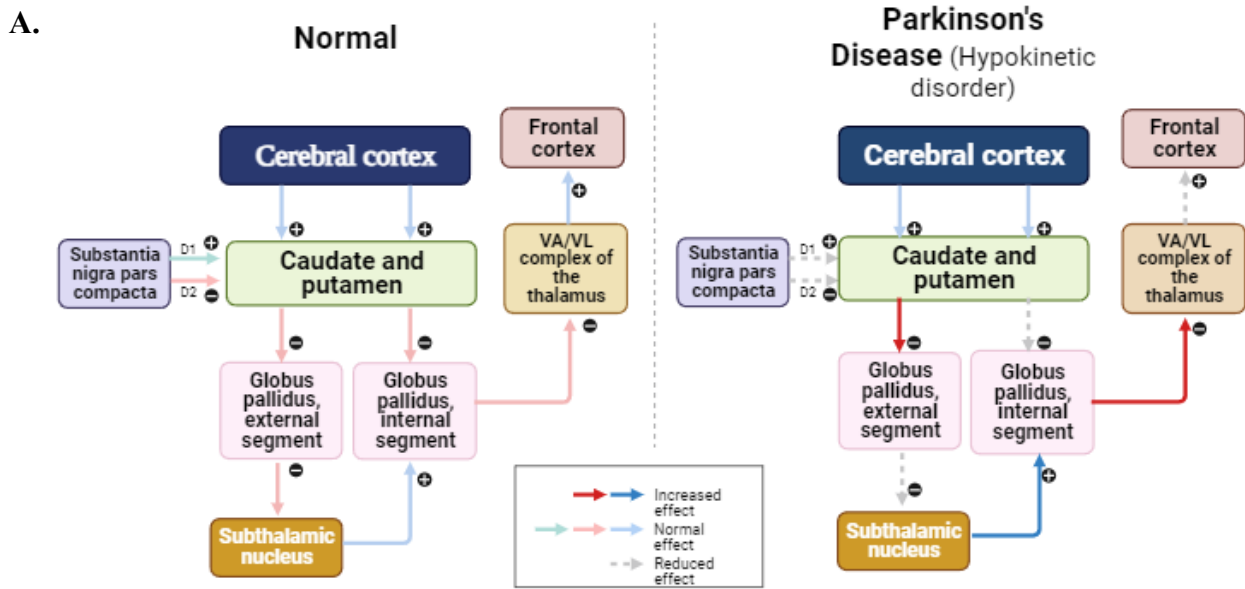 A.
Normal
Cerebral cortex
Frontal
cortex
Substantia
nigra pars
compacta
D1
+
D2
−
+
+
Caudate and
putamen
+
VA/VL
complex of
the
thalamus
−
−
−
Globus
pallidus,
external
segment
Globus
pallidus,
internal
segment
−
+
Subthalamic
nucleus
Parkinson's
Disease (Hypokinetic
disorder)
Cerebral cortex
Frontal
cortex
+
Substantia
nigra pars
compacta
D1
+
D2
−
+
+
Caudate and
putamen
VA/VL
complex of
the
thalamus
−
−
−
Globus
pallidus,
external
segment
Globus
pallidus,
internal
segment
−
+
Subthalamic
nucleus
Increased
effect
Normal
effect
Reduced
effect